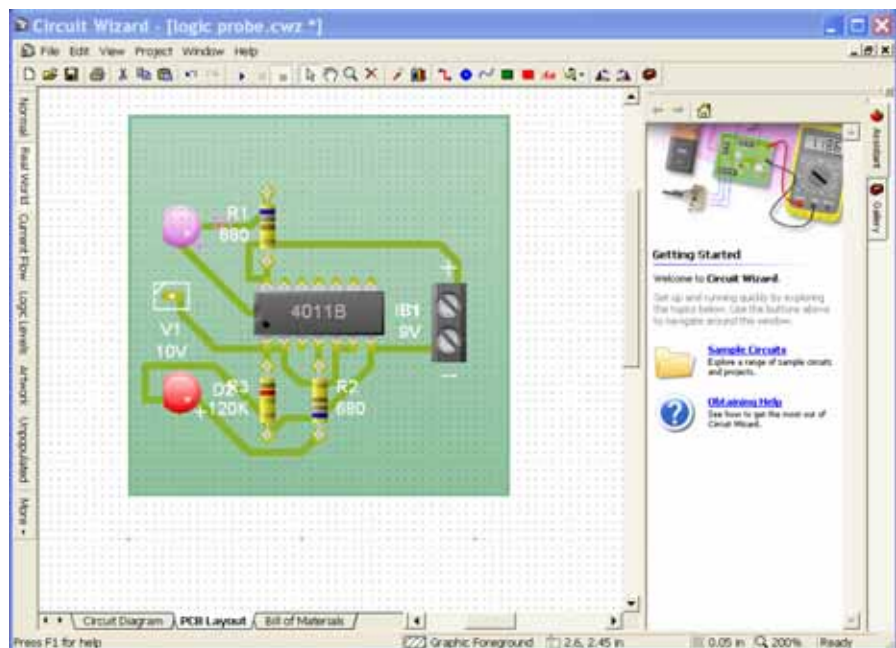 Circuit Wizard - [logic probe.cwz *]
File Edit View Project Window Help
Normal
Real World
Current Flow
Logic Levels
Artwork
Unpopulated
More
R1
680
4011B
IB1
9V
+
V1
10V
D2
R3
+120K
R2
680
Assistant
Gallery
Getting Started
Welcome to Circuit Wizard.
Get up and running quickly by exploring
the topics below. Use the buttons above
to navigate around this window.
Sample Circuits
Explore a range of sample circuits
and projects.
Obtaining Help
See how to get the most out of
Circuit Wizard.
Circuit Diagram PCB Layout Bill of Materials
Press F1 for help Graphic Foreground 2.6, 2.45 in 0.05 in 200% Ready